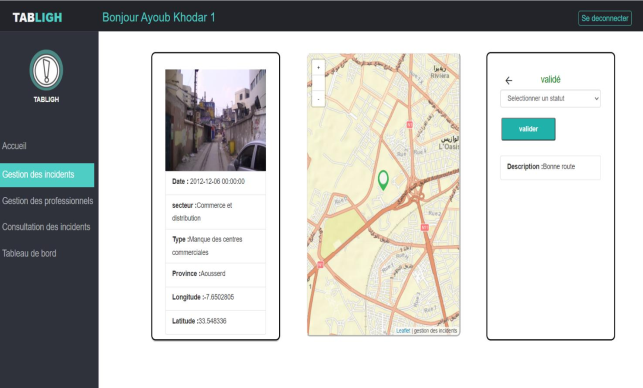 TABLIGH
Bonjour Ayoub Khodar 1
Se deconnecter
TABLIGH
Accueil
Gestion des incidents
Gestion des professionnels
Consultation des incidents
Tableau de bord
Date : 2012-12-06 00:00:00
secteur :Commerce et
distribution
Type :Manque des centres
commerciales
Province :Aousserd
Longitude :-7.6502805
Latitude :33.548336
+
-
ريفيرا
Riviera
لوازيس
L'Oasis
Leaflet | gestion des incidents
←
validé
Selectionner un statut
valider
Description :Bonne route